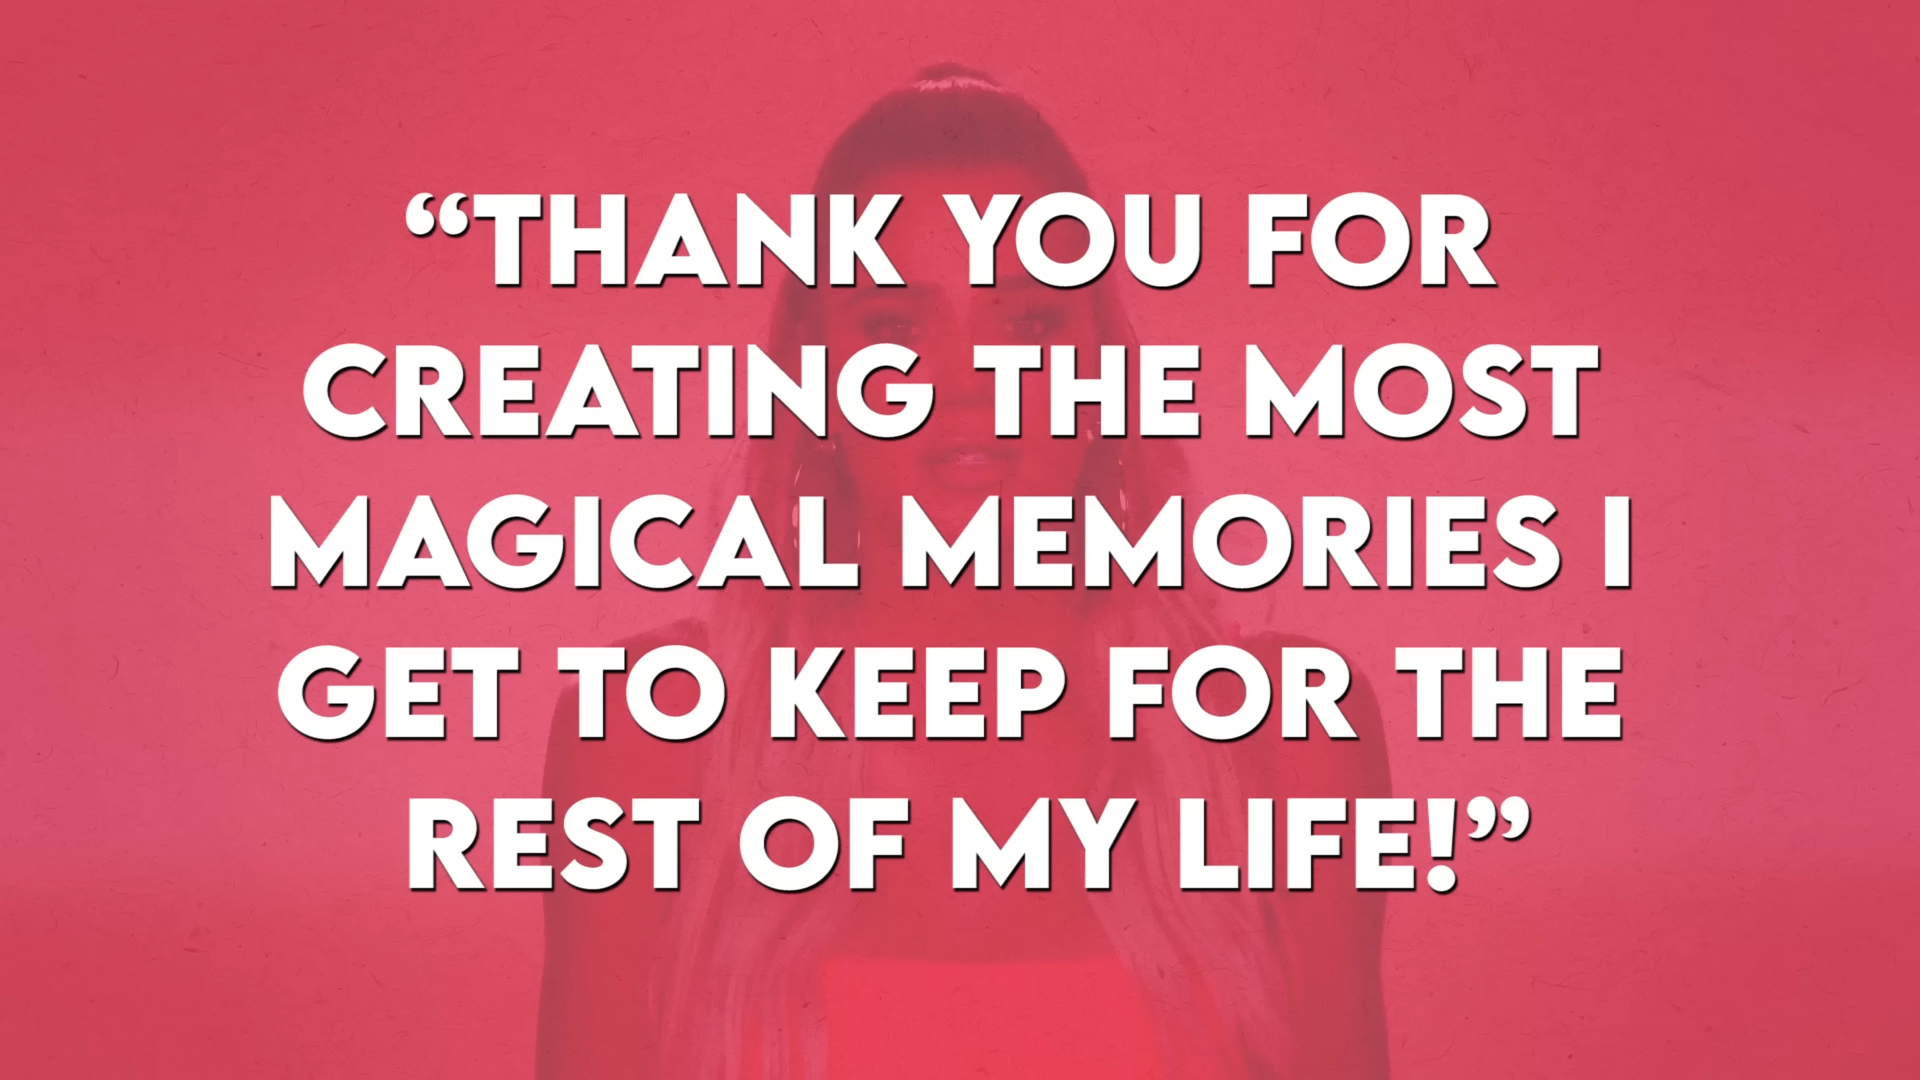 “THANK YOU FOR
CREATING THE MOST
MAGICAL MEMORIES I
GET TO KEEP FOR THE
REST OF MY LIFE!”